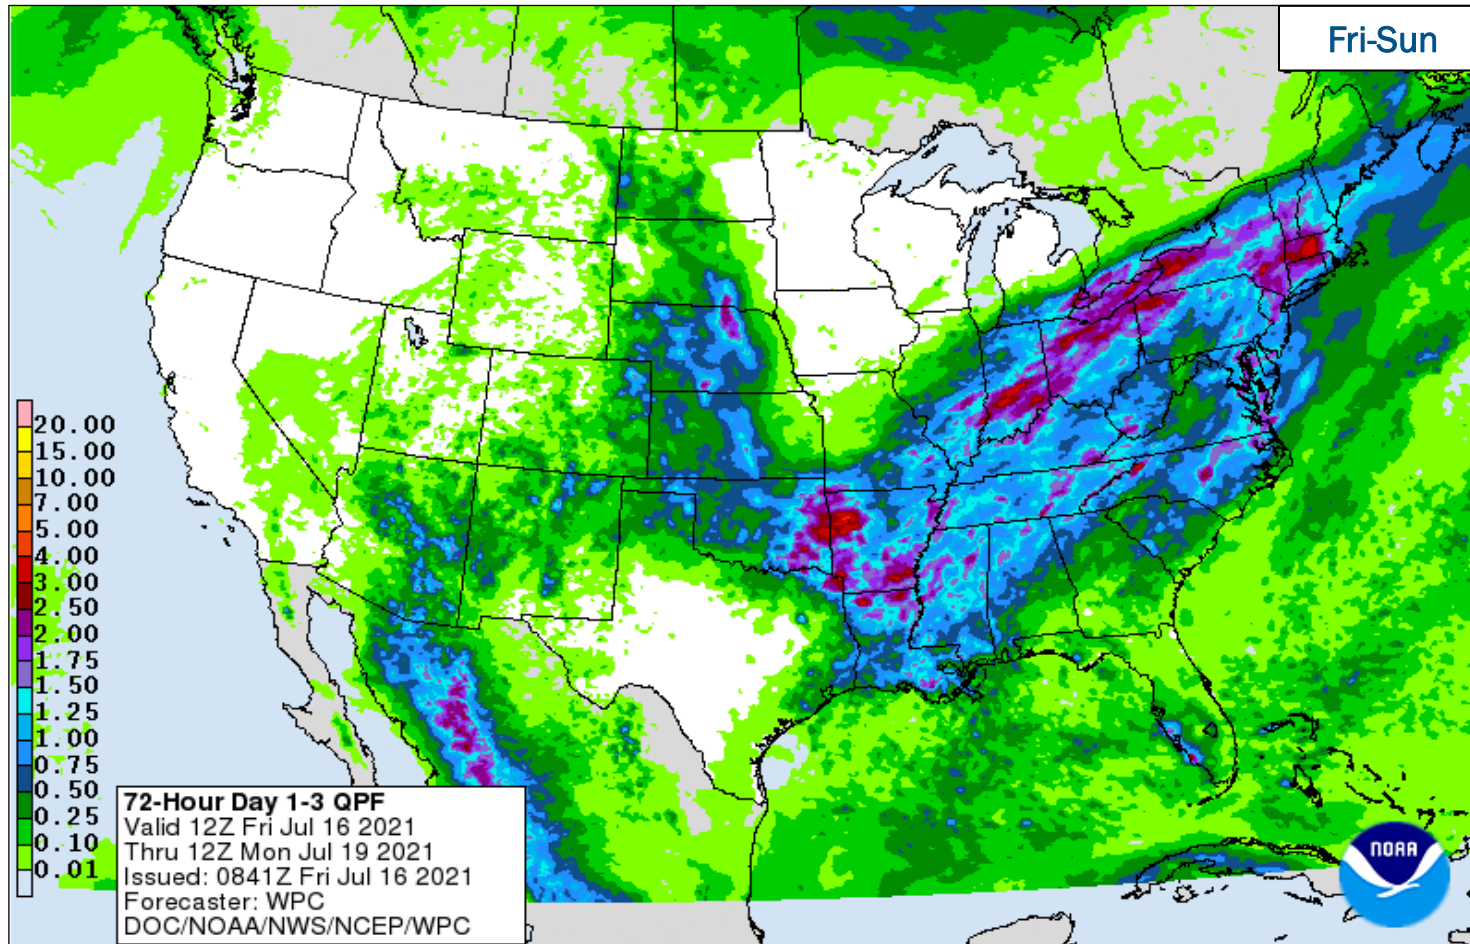 Fri-Sun
20.00
15.00
10.00
7.00
5.00
4.00
3.00
2.50
2.00
1.75
1.50
1.25
1.00
0.75
0.50
0.25
0.10
0.01
72-Hour Day 1-3 QPF
Valid 12Z Fri Jul 16 2021
Thru 12Z Mon Jul 19 2021
Issued: 0841Z Fri Jul 16 2021
Forecaster: WPC
DOC/NOAA/NWS/NCEP/WPC
NOAA